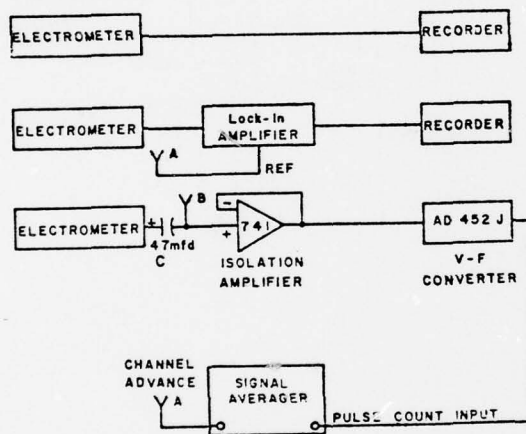 ELECTROMETER
RECORDER
ELECTROMETER
Lock-In
AMPLIFIER
RECORDER
A
REF
ELECTROMETER
+
47mfd
C
B
-
+
741
ISOLATION
AMPLIFIER
AD 452 J
V-F
CONVERTER
CHANNEL
ADVANCE
A
SIGNAL
AVERAGER
PULSE COUNT INPUT